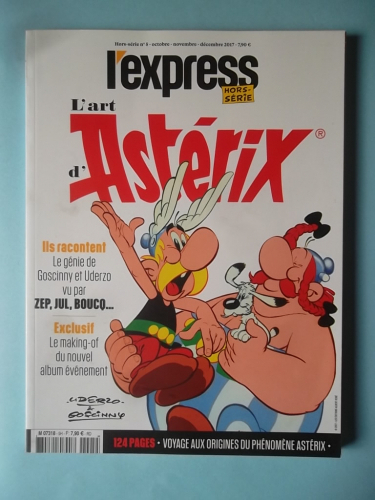 Hors-série n° 5 - octobre - novembre - décembre 2017 - 7,90 €
l'express
HORS-
SÉRIE
L'art
d'Astérix®
Ils racontent
Le génie de
Goscinny et Uderzo
vu par
ZEP, JUL, BOUCQ...
Exclusif
Le making-of
du nouvel
album événement
UDERZO
&
GOSCINNY
124 PAGES • VOYAGE AUX ORIGINES DU PHÉNOMÈNE ASTÉRIX •